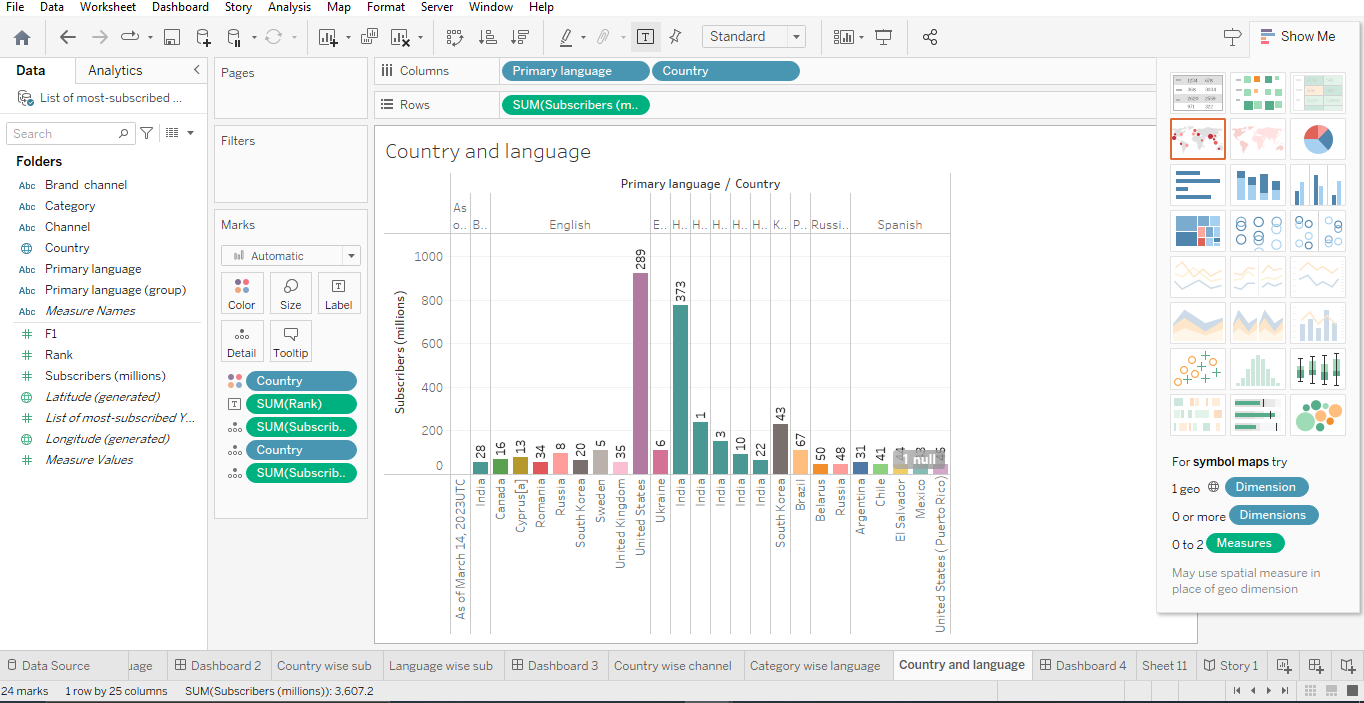 File Data Worksheet Dashboard Story Analysis Map Format Server Window Help
Standard
Show Me
Data Analytics
List of most-subscribed ...
Search
Folders
Abc Brand channel
Abc Category
Abc Channel
Country
Abc Primary language
Abc Primary language (group)
Abc Measure Names
F1
Rank
Subscribers (millions)
Latitude (generated)
List of most-subscribed Y...
Longitude (generated)
Measure Values
Pages
Filters
Marks
Automatic
Color Size Label
Detail Tooltip
Country
SUM(Rank)
SUM(Subscrib..
Country
SUM(Subscrib..
Columns Primary language Country
Rows SUM(Subscribers (m..
Country and language
Primary language / Country
As
o.. B.. English E.. H.. H.. H.. H.. H.. K.. P.. Russi.. Spanish
Subscribers (millions)
1000
800
600
400
200
0
28 16 13 34 8 20 5 35 289 6 373 1 3 10 22 43 67 50 48 31 41
1 null
As of March 14, 2023UTC
India
Canada
Cyprus[a]
Romania
Russia
South Korea
Sweden
United Kingdom
United States
Ukraine
India
India
India
India
India
South Korea
Brazil
Belarus
Russia
Argentina
Chile
El Salvador
Mexico
United States ( Puerto Rico)
For symbol maps try
1 geo Dimension
0 or more Dimensions
0 to 2 Measures
May use spatial measure in
place of geo dimension
Data Source uage Dashboard 2 Country wise sub Language wise sub Dashboard 3 Country wise channel Category wise language Country and language Dashboard 4 Sheet 11 Story 1
24 marks 1 row by 25 columns SUM(Subscribers (millions)): 3,607.2